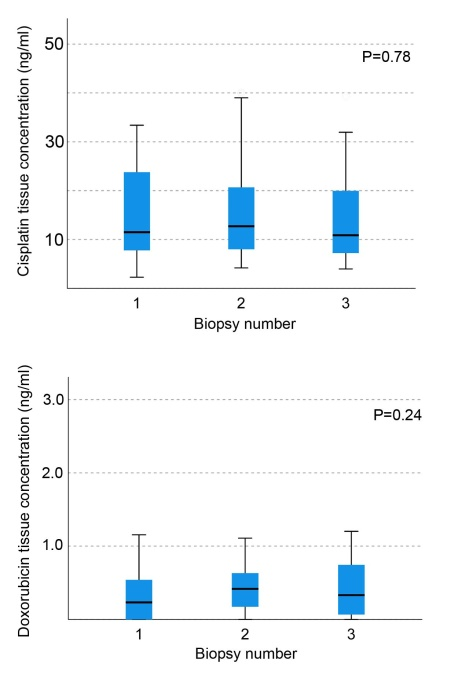 Cisplatin tissue concentration (ng/ml)
50
P=0.78
30
10
1 2 3
Biopsy number
Doxorubicin tissue concentration (ng/ml)
3.0
P=0.24
2.0
1.0
1 2 3
Biopsy number